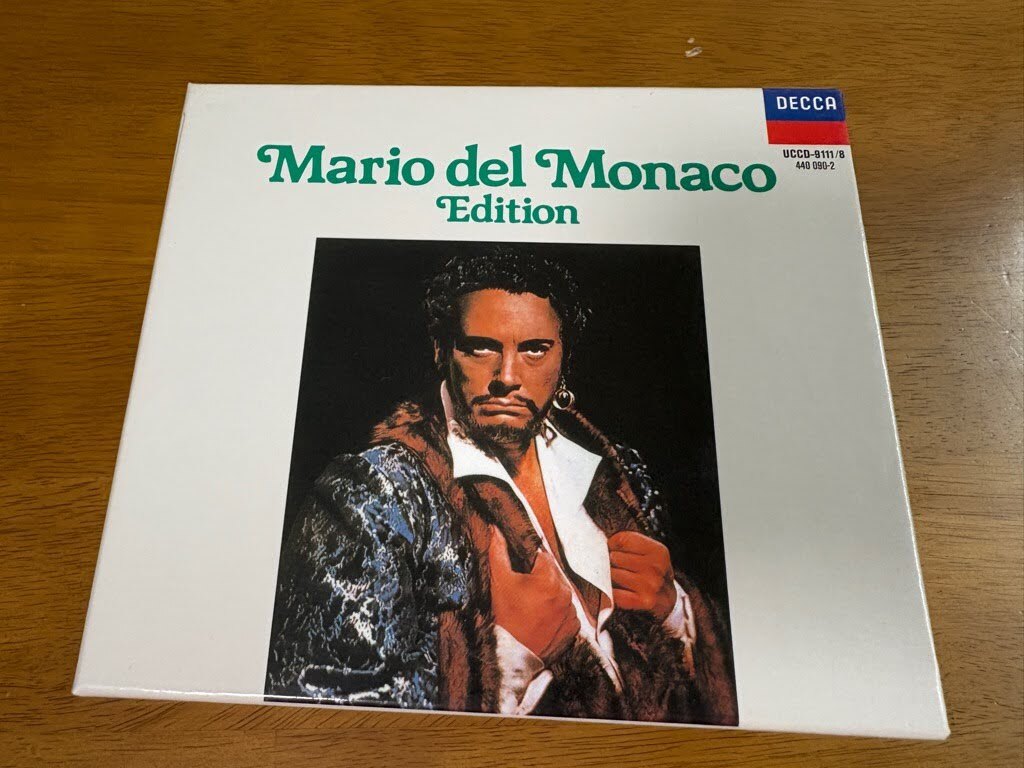 DECCA
UCCD-9111/8
440 090-2
Mario del Monaco
Edition